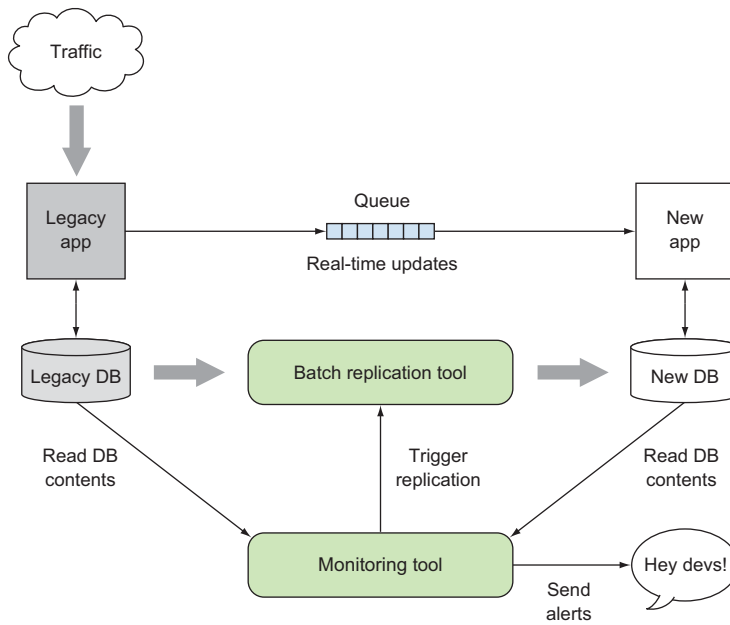 Traffic
Legacy
app
Queue
Real-time updates
New
app
Legacy DB
Batch replication tool
New DB
Read DB
contents
Trigger
replication
Read DB
contents
Monitoring tool
Send
alerts
Hey devs!